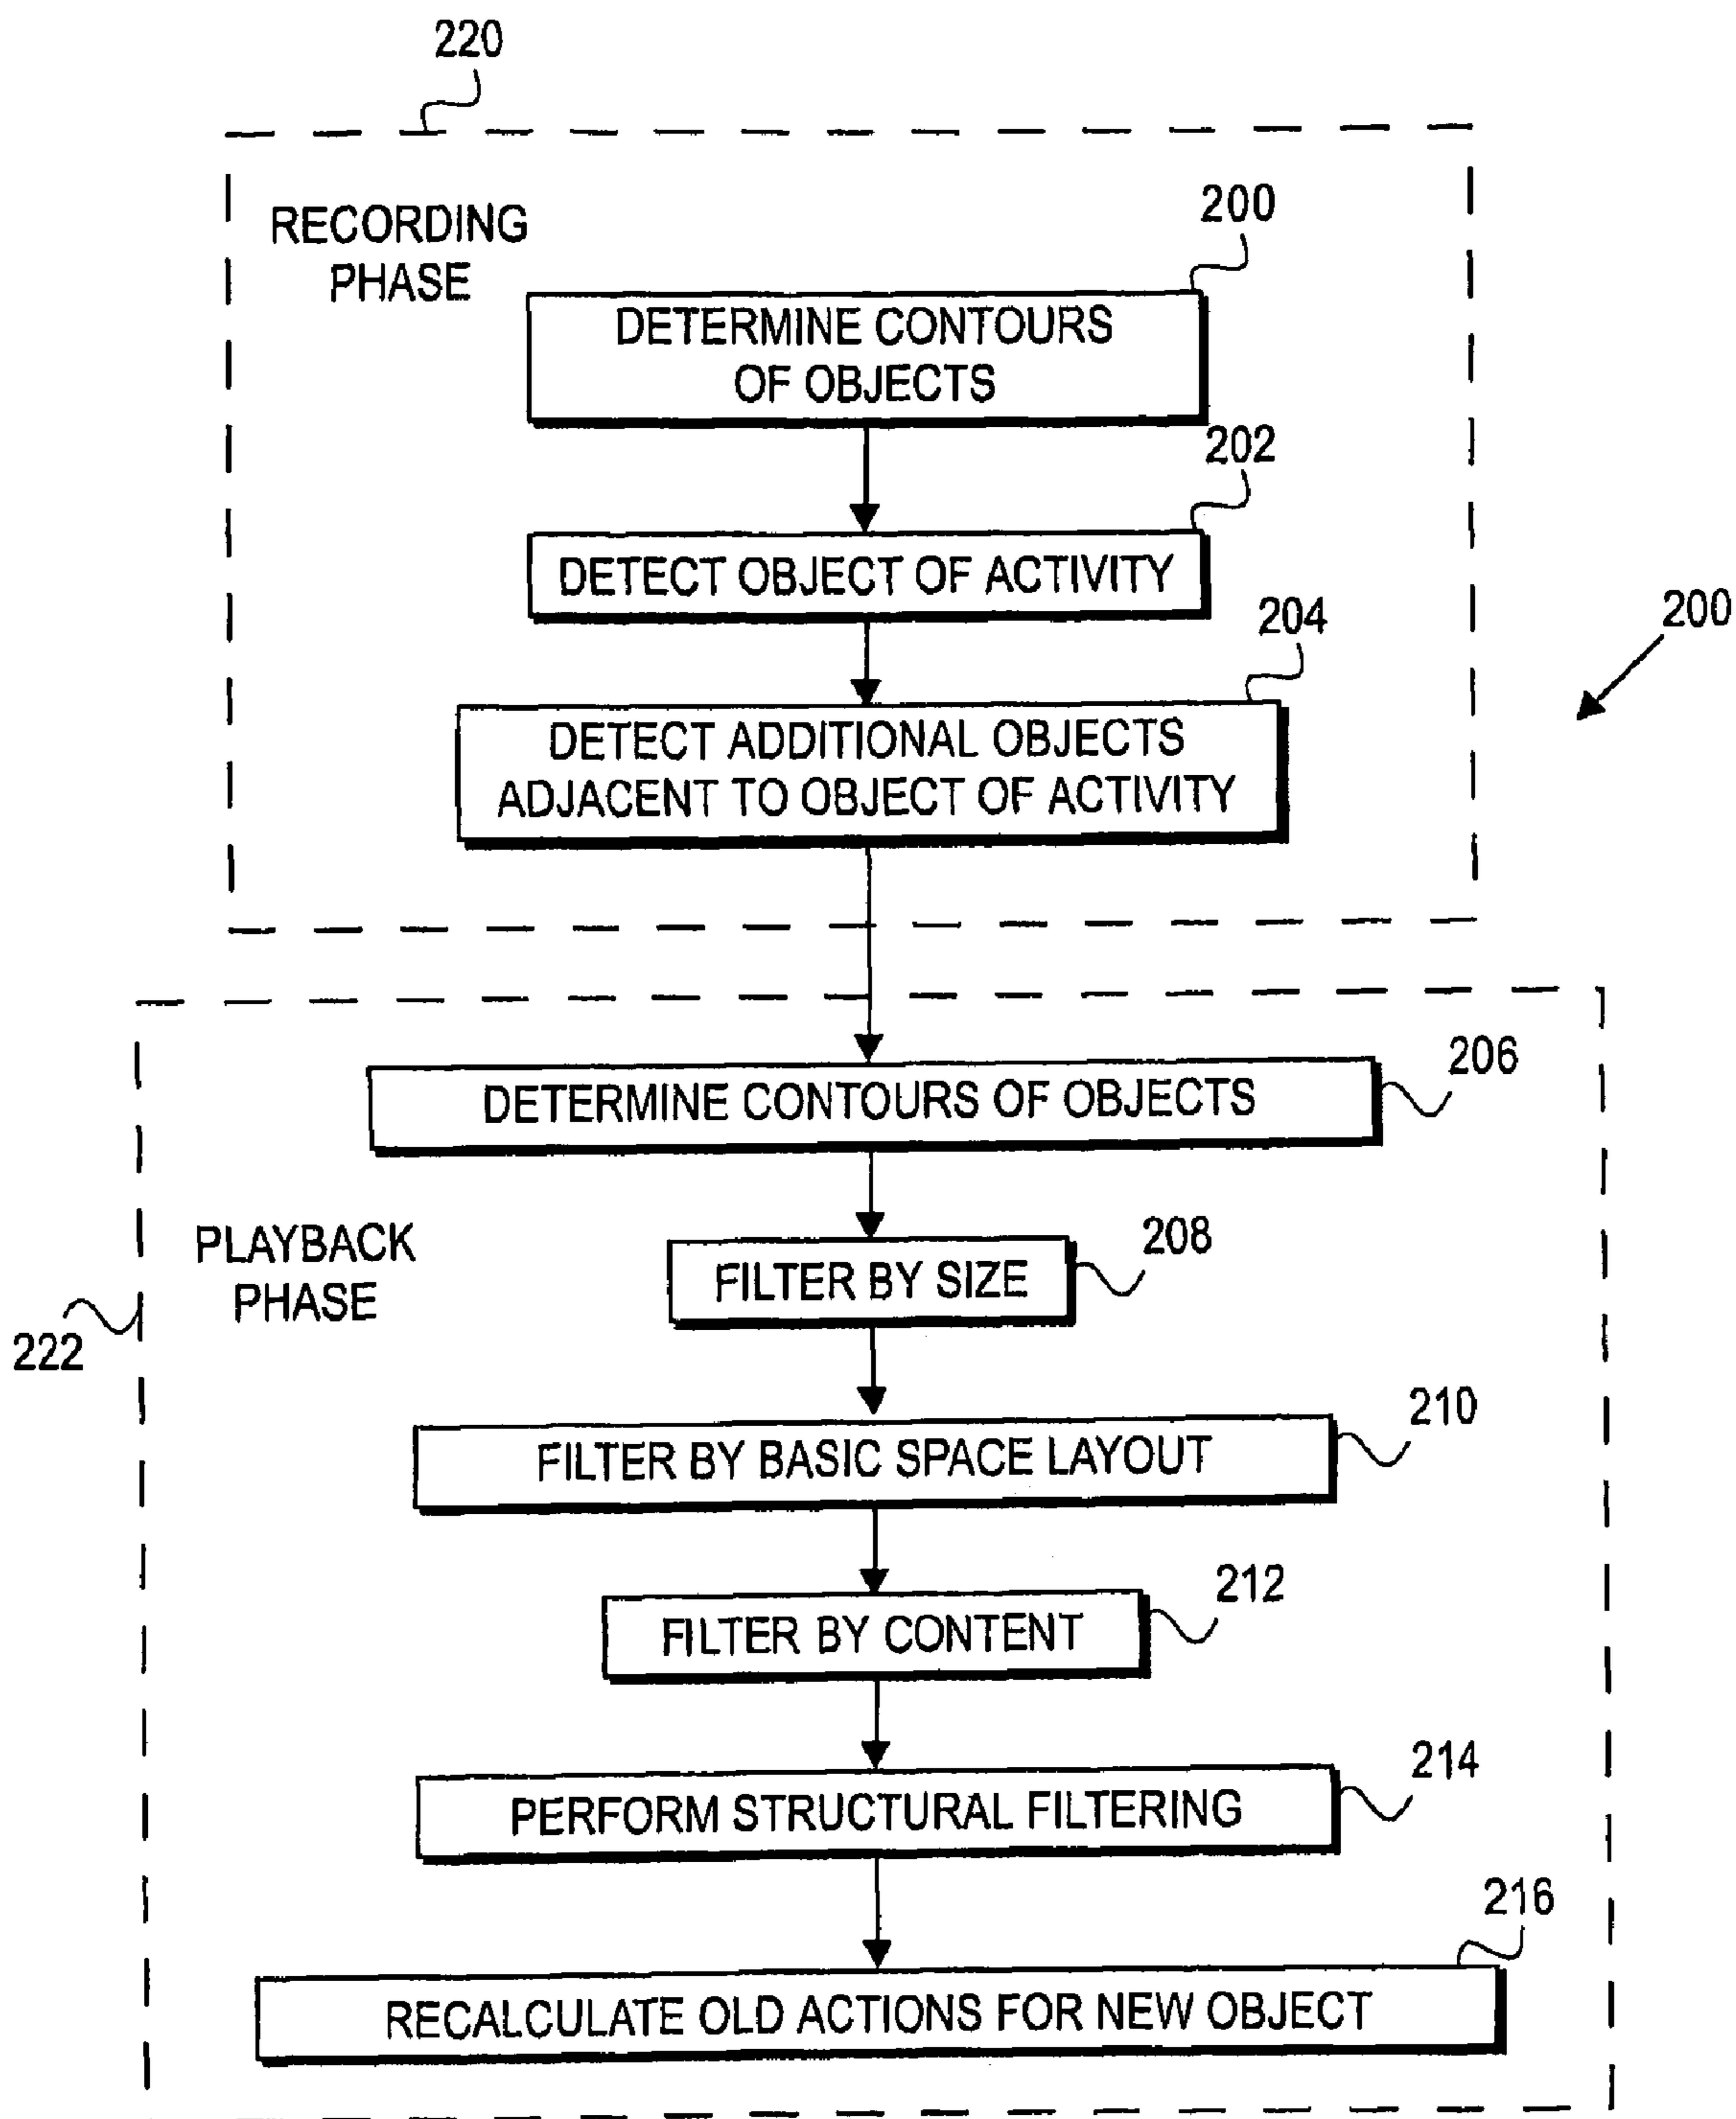 220
RECORDING
PHASE
200
DETERMINE CONTOURS
OF OBJECTS
202
DETECT OBJECT OF ACTIVITY
204
200
DETECT ADDITIONAL OBJECTS
ADJACENT TO OBJECT OF ACTIVITY
206
DETERMINE CONTOURS OF OBJECTS
PLAYBACK
PHASE
222
208
FILTER BY SIZE
210
FILTER BY BASIC SPACE LAYOUT
212
FILTER BY CONTENT
214
PERFORM STRUCTURAL FILTERING
216
RECALCULATE OLD ACTIONS FOR NEW OBJECT